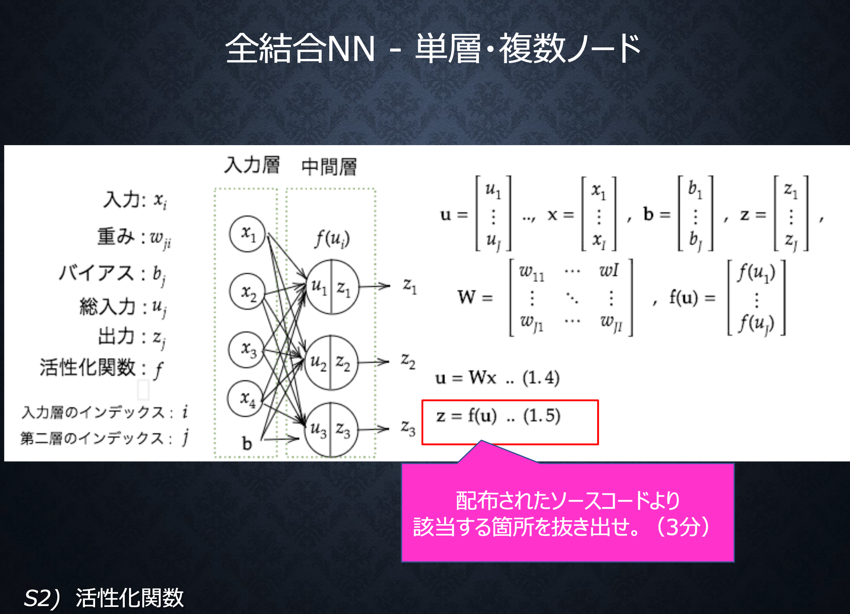 全結合NN - 単層・複数ノード
入力層 中間層
入力: xi
重み: wji
バイアス: bj
総入力: uj
出力: zj
活性化関数: f
入力層のインデックス: i
第二層のインデックス: j
f(ui)
x1
x2
x3
x4
b
u1 z1
u2 z2
u3 z3
z1
z2
z3
u = [u1 ⋮ uJ] .., x = [x1 ⋮ xI] , b = [b1 ⋮ bJ] , z = [z1 ⋮ zJ] ,
W = [w11 ⋯ wI ⋮ ⋱ ⋮ wJ1 ⋯ wJI] , f(u) = [f(u1) ⋮ f(uJ)]
u = Wx .. (1.4)
z = f(u) .. (1.5)
配布されたソースコードより
該当する箇所を抜き出せ。（3分）
S2) 活性化関数